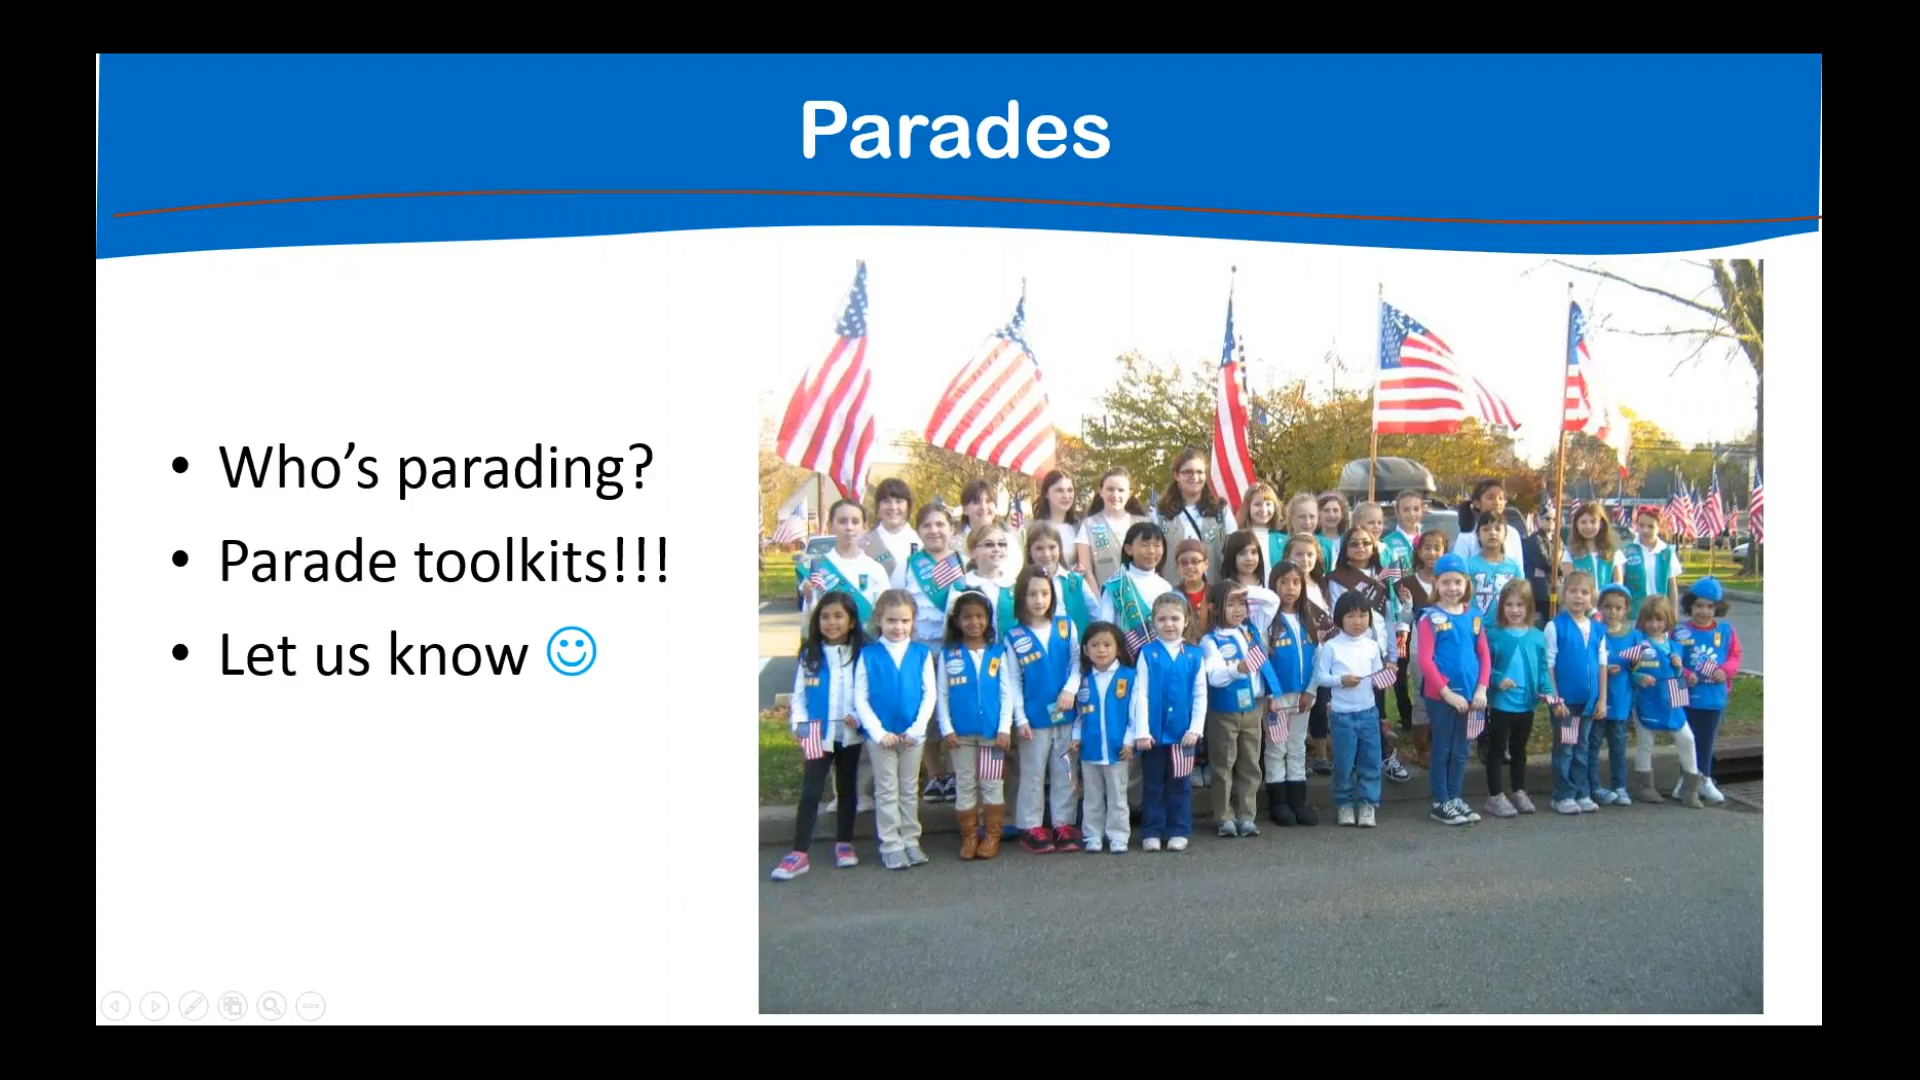 Parades
• Who’s parading?
• Parade toolkits!!!
• Let us know ☺